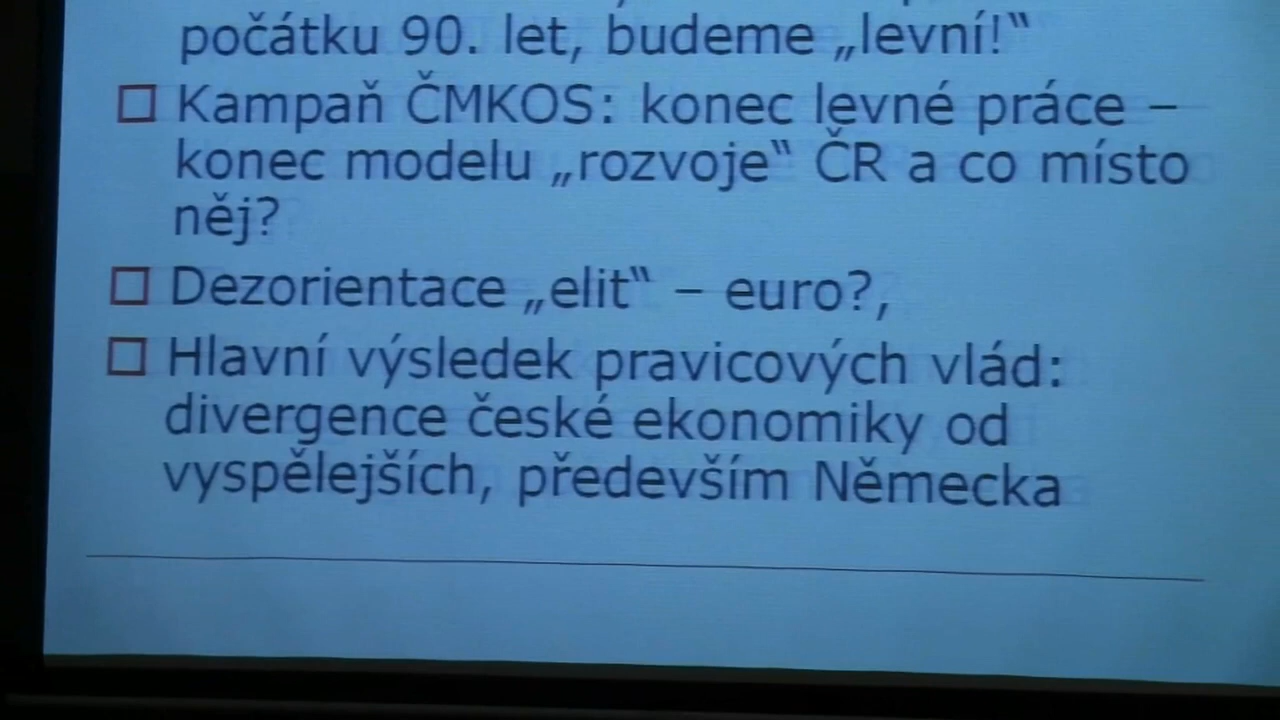 počátku 90. let, budeme „levní!“
Kampaň ČMKOS: konec levné práce –
konec modelu „rozvoje“ ČR a co místo
něj?
Dezorientace „elit“ – euro?,
Hlavní výsledek pravicových vlád:
divergence české ekonomiky od
vyspělejších, především Německa